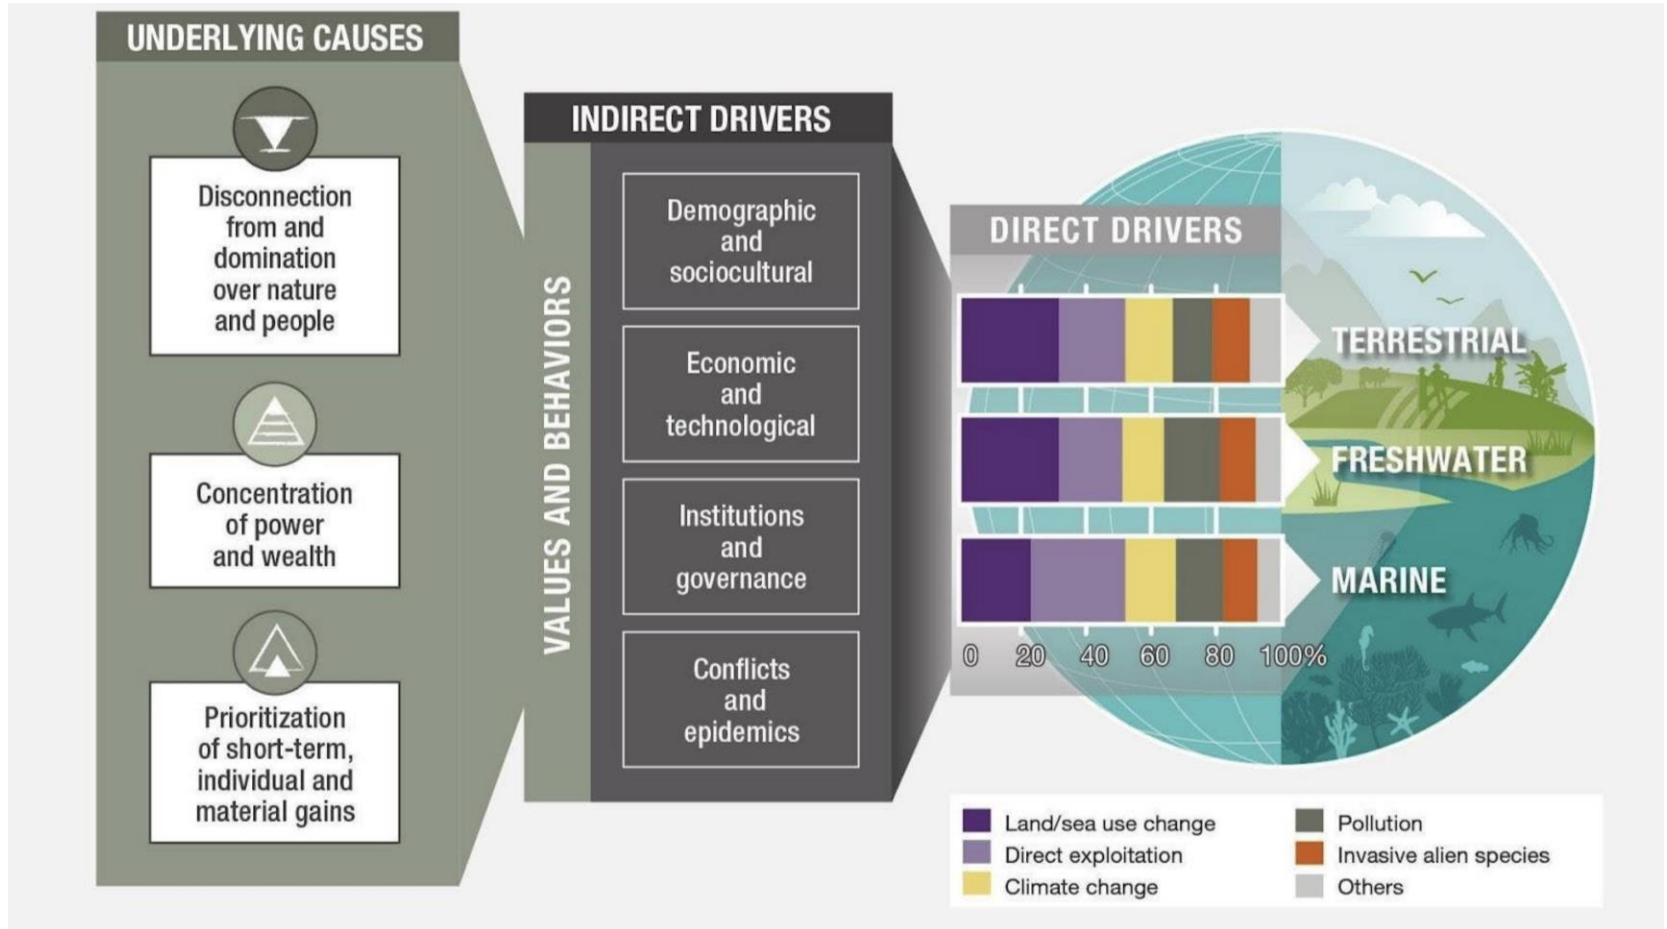 UNDERLYING CAUSES
Disconnection
from and
domination
over nature
and people
Concentration
of power
and wealth
Prioritization
of short-term,
individual and
material gains
INDIRECT DRIVERS
VALUES AND BEHAVIORS
Demographic
and
sociocultural
Economic
and
technological
Institutions
and
governance
Conflicts
and
epidemics
DIRECT DRIVERS
TERRESTRIAL
FRESHWATER
MARINE
0 20 40 60 80 100%
Land/sea use change
Direct exploitation
Climate change
Pollution
Invasive alien species
Others